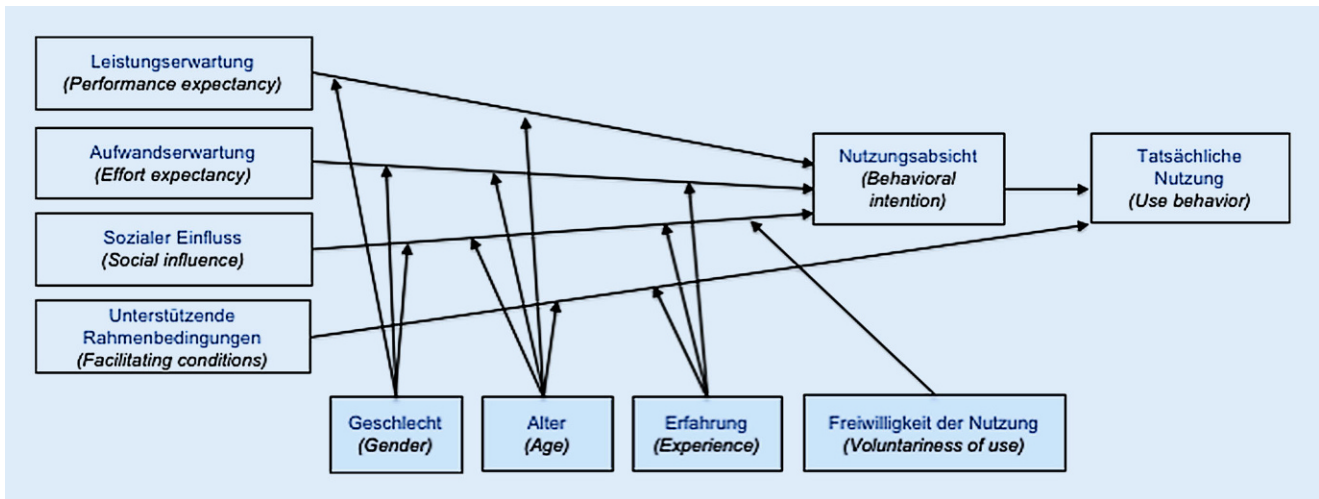 Leistungserwartung
(Performance expectancy)
Aufwandserwartung
(Effort expectancy)
Sozialer Einfluss
(Social influence)
Unterstützende
Rahmenbedingungen
(Facilitating conditions)
Nutzungsabsicht
(Behavioral
intention)
Tatsächliche
Nutzung
(Use behavior)
Geschlecht
(Gender)
Alter
(Age)
Erfahrung
(Experience)
Freiwilligkeit der Nutzung
(Voluntariness of use)